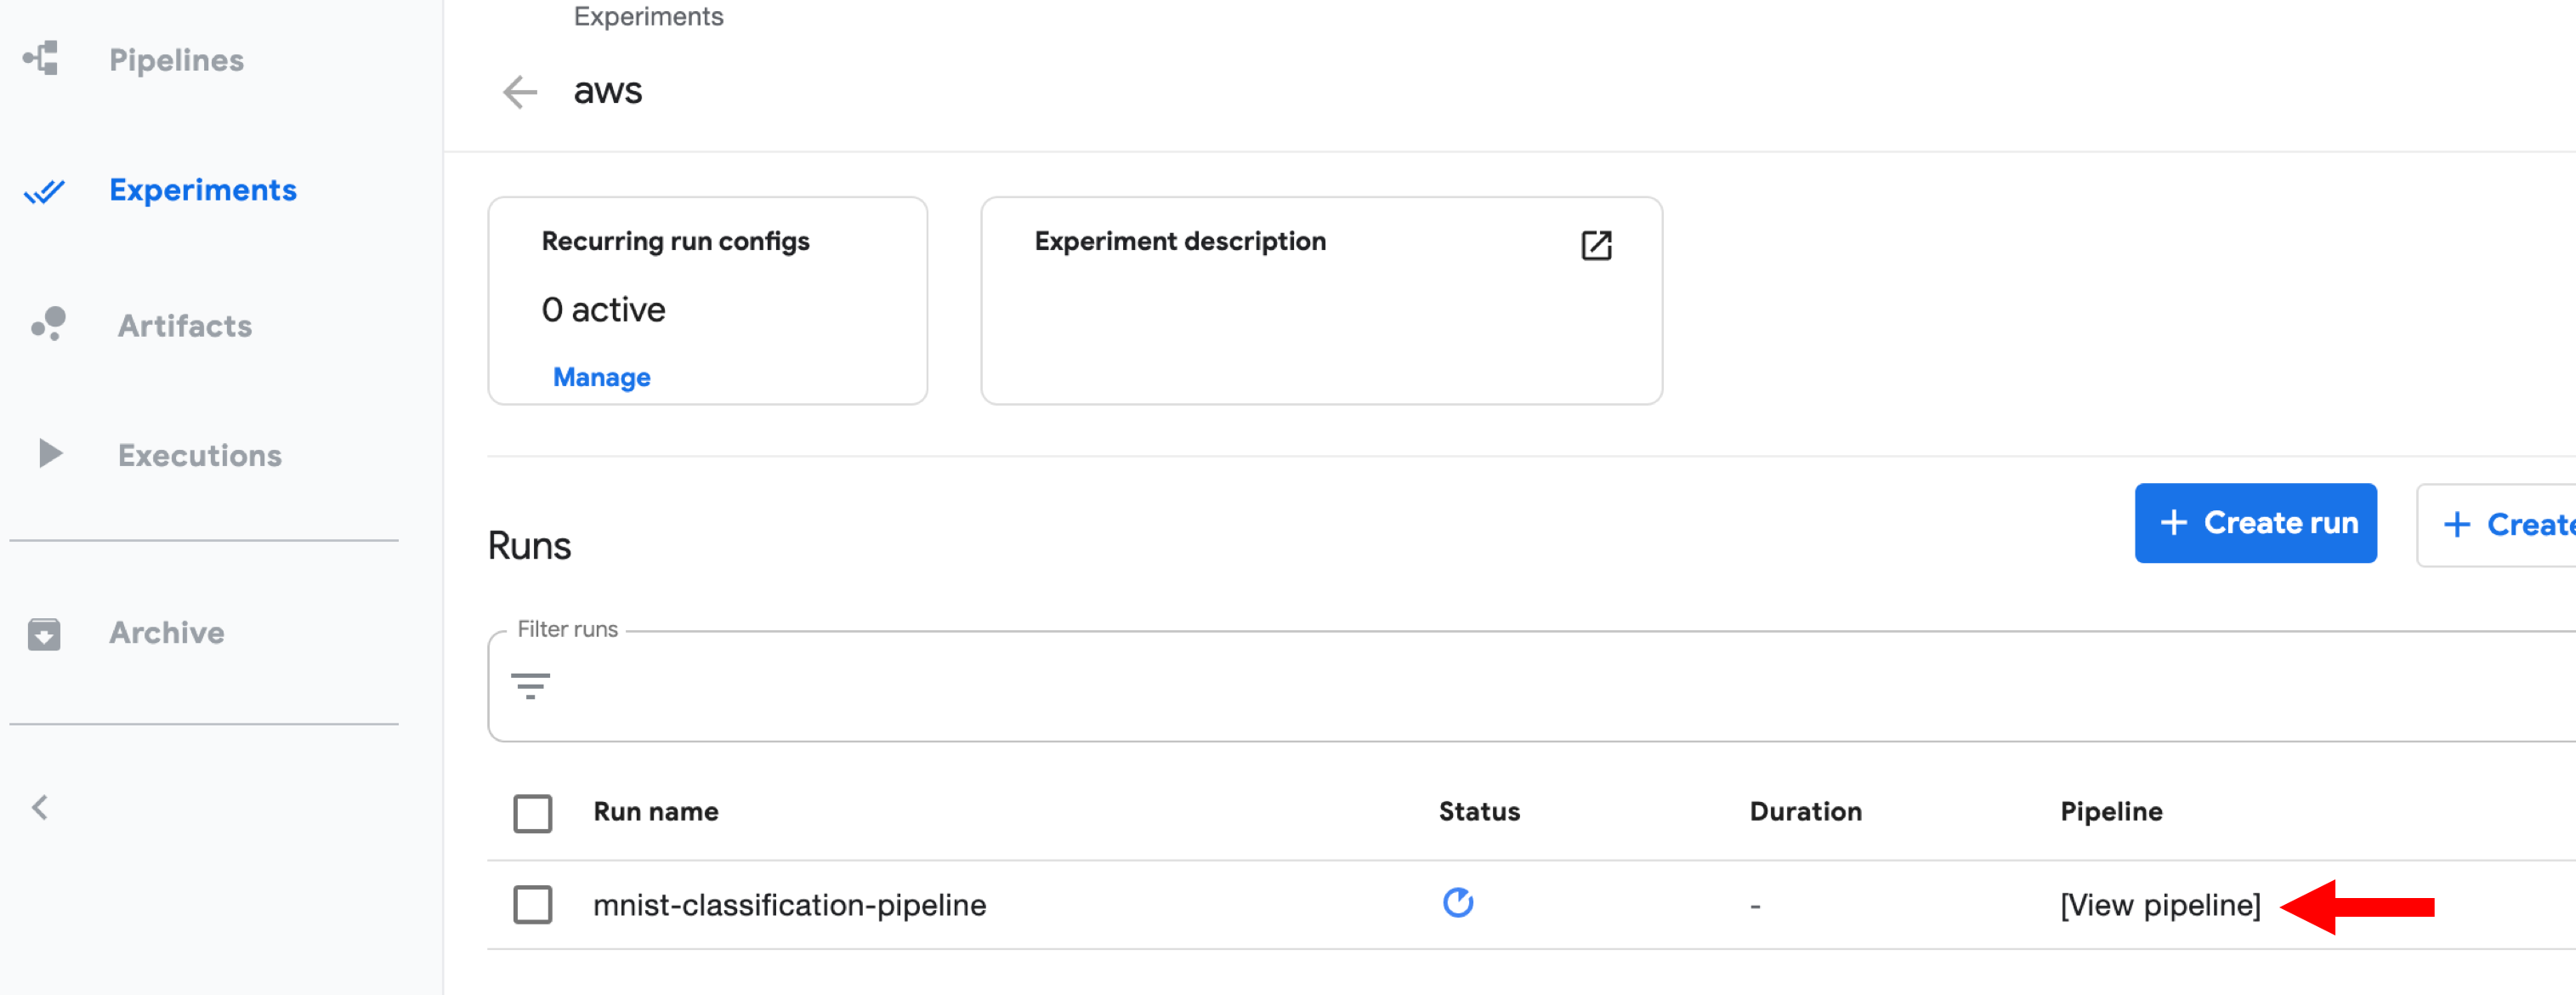 Pipelines
Experiments
Artifacts
Executions
Archive
Experiments
aws
Recurring run configs
0 active
Manage
Experiment description
Runs
+ Create run
+ Create
Filter runs
Run name Status Duration Pipeline
mnist-classification-pipeline - [View pipeline]